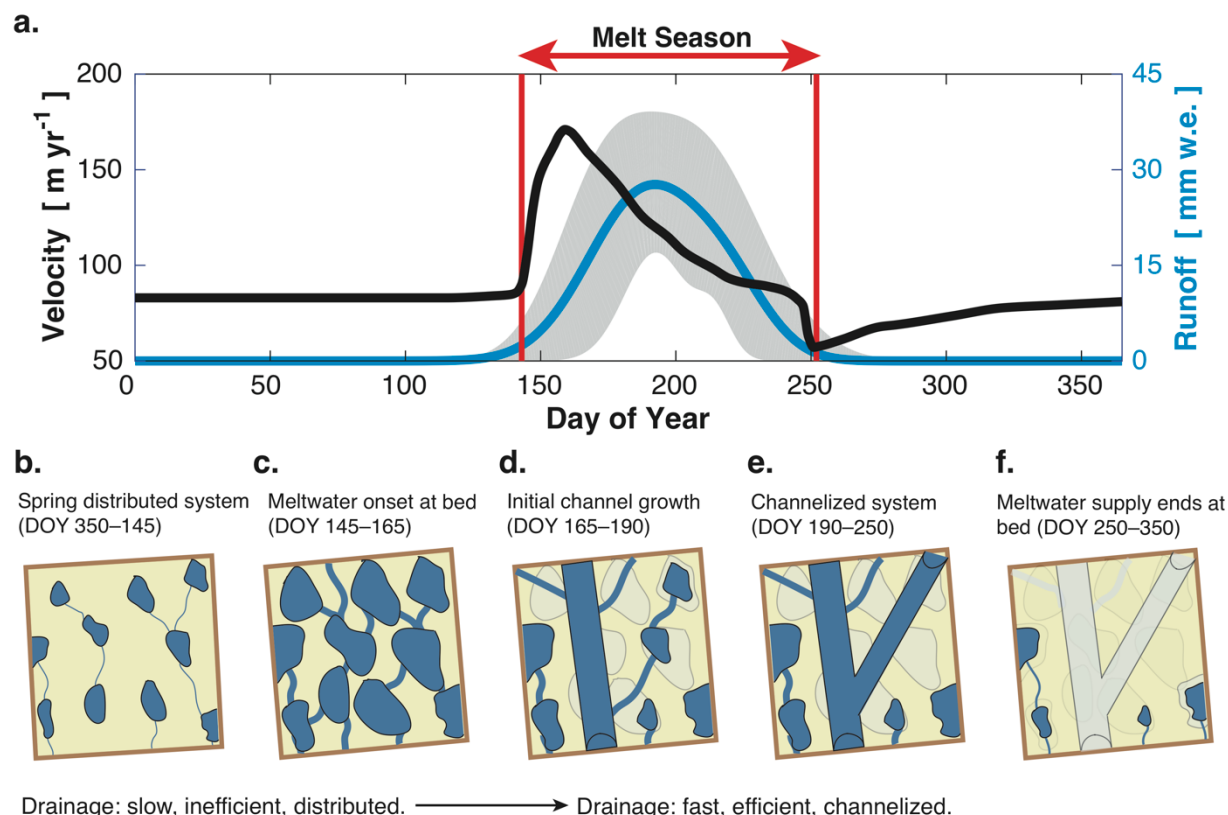 a.
Melt Season
200
150
100
50
Velocity [ m yr-1 ]
45
30
15
0
Runoff [ mm w.e. ]
0 50 100 150 200 250 300 350
Day of Year
b.
Spring distributed system
(DOY 350–145)
c.
Meltwater onset at bed
(DOY 145–165)
d.
Initial channel growth
(DOY 165–190)
e.
Channelized system
(DOY 190–250)
f.
Meltwater supply ends at
bed (DOY 250–350)
Drainage: slow, inefficient, distributed. ⟶ Drainage: fast, efficient, channelized.